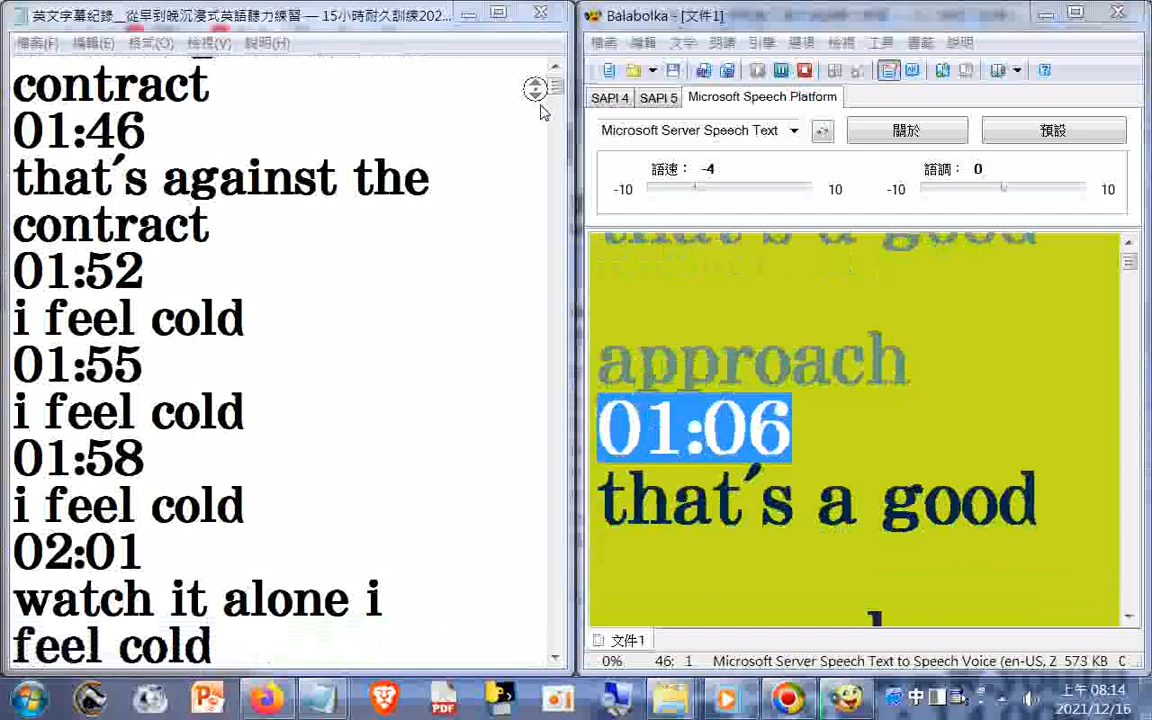 英文字幕紀錄__從早到晚沉浸式英語聽力練習 — 15小時耐久訓練202...
檔案(F) 編輯(E) 格式(O) 檢視(V) 說明(H)
contract
01:46
that's against the
contract
01:52
i feel cold
01:55
i feel cold
01:58
i feel cold
02:01
watch it alone i
feel cold
Balabolka - [文件1]
檔案 編輯 文字 朗讀 引擎 選項 檢視 工具 書籤 說明
SAPI 4 SAPI 5 Microsoft Speech Platform
Microsoft Server Speech Text 關於 預設
語速： -4 語調： 0
-10 10 -10 10
that's a good
approach
01:06
that's a good
文件1
0% 46: 1 Microsoft Server Speech Text to Speech Voice (en-US, Z 573 KB
PDF
中
上午 08:14
2021/12/16